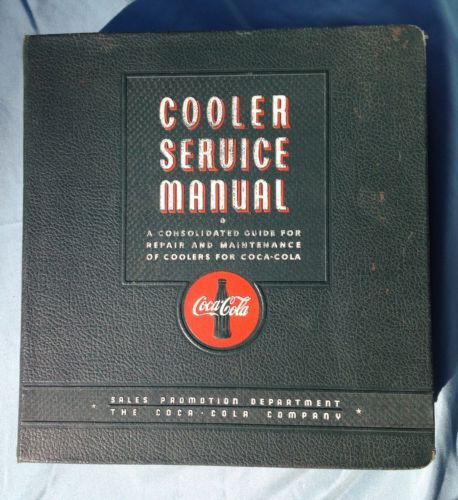 COOLER
SERVICE
MANUAL
A CONSOLIDATED GUIDE FOR
REPAIR AND MAINTENANCE
OF COOLERS FOR COCA-COLA
Coca-Cola
SALES PROMOTION DEPARTMENT
THE COCA-COLA COMPANY